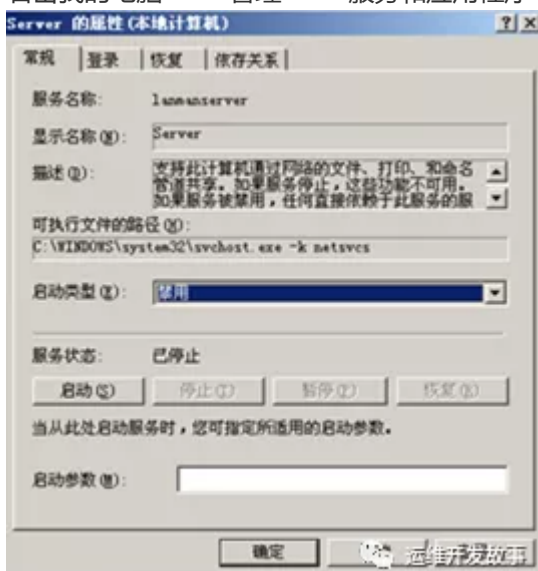 Server 的属性(本地计算机)
常规 登录 恢复 依存关系
服务名称: lanmanserver
显示名称(N): Server
描述(D): 支持此计算机通过网络的文件、打印、和命名
管道共享。如果服务停止，这些功能不可用。
如果服务被禁用，任何直接依赖于此服务的服
可执行文件的路径(H):
C:\WINDOWS\system32\svchost.exe -k netsvcs
启动类型(E): 禁用
服务状态: 已停止
启动(S) 停止(T) 暂停(P) 恢复(R)
当从此处启动服务时，您可指定所适用的启动参数。
启动参数(M):
确定
运维开发故事